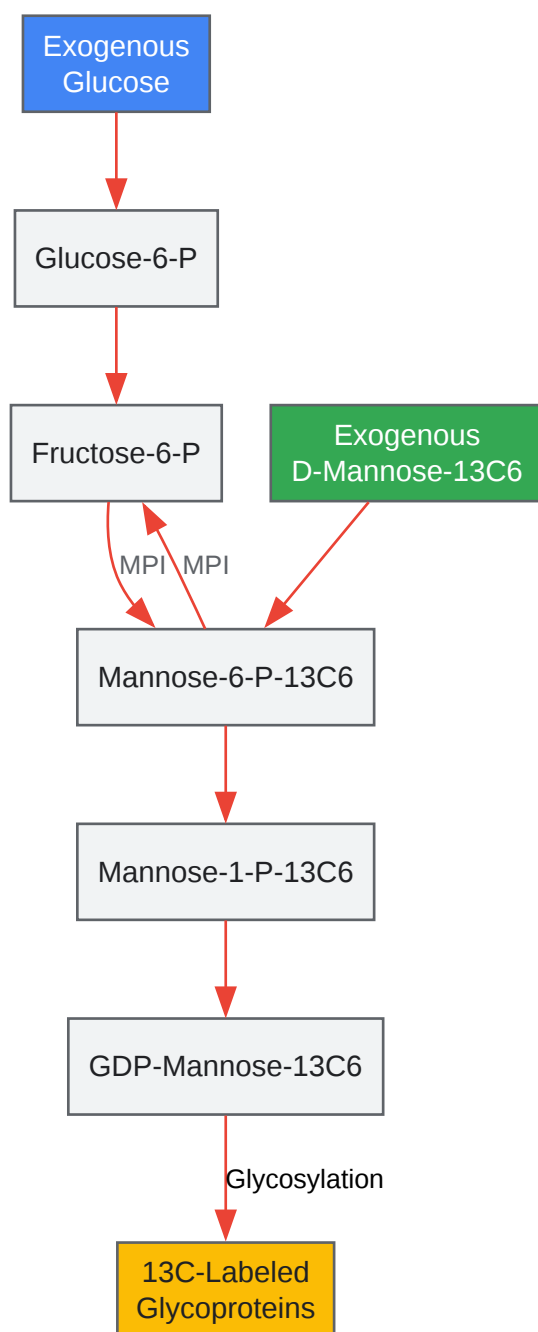 Exogenous
Glucose
Glucose-6-P
Fructose-6-P
Exogenous
D-Mannose-13C6
MPI
MPI
Mannose-6-P-13C6
Mannose-1-P-13C6
GDP-Mannose-13C6
Glycosylation
13C-Labeled
Glycoproteins